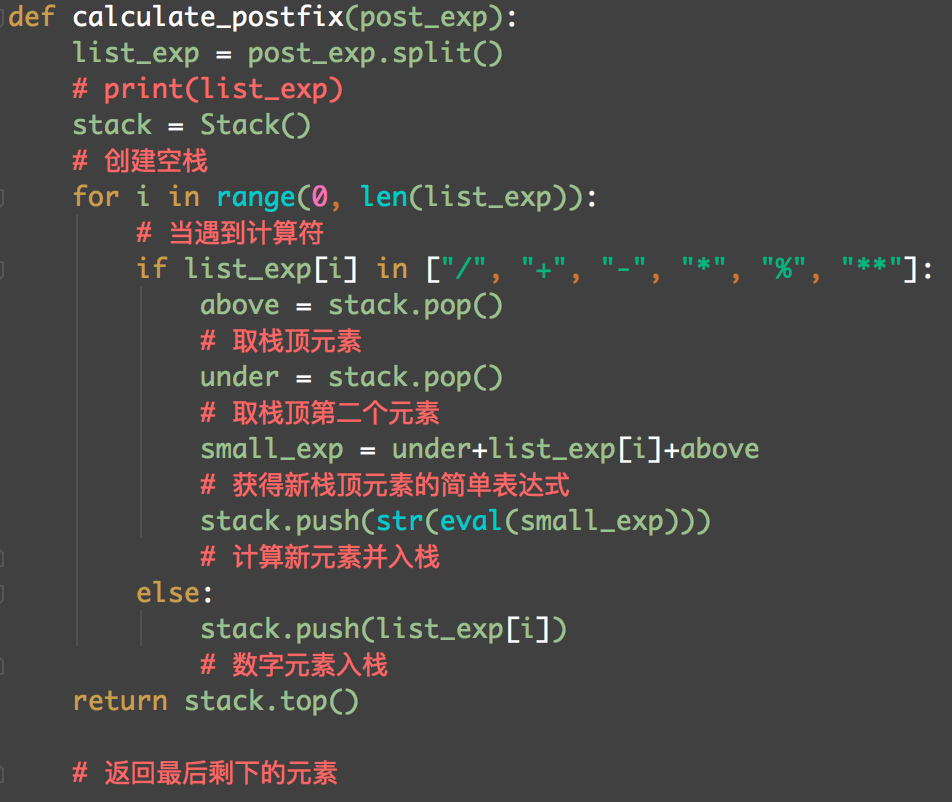 def calculate_postfix(post_exp):
    list_exp = post_exp.split()
    # print(list_exp)
    stack = Stack()
    # 创建空栈
    for i in range(0, len(list_exp)):
        # 当遇到计算符
        if list_exp[i] in ["/", "+", "-", "*", "%", "**"]:
            above = stack.pop()
            # 取栈顶元素
            under = stack.pop()
            # 取栈顶第二个元素
            small_exp = under+list_exp[i]+above
            # 获得新栈顶元素的简单表达式
            stack.push(str(eval(small_exp)))
            # 计算新元素并入栈
        else:
            stack.push(list_exp[i])
            # 数字元素入栈
    return stack.top()
    # 返回最后剩下的元素